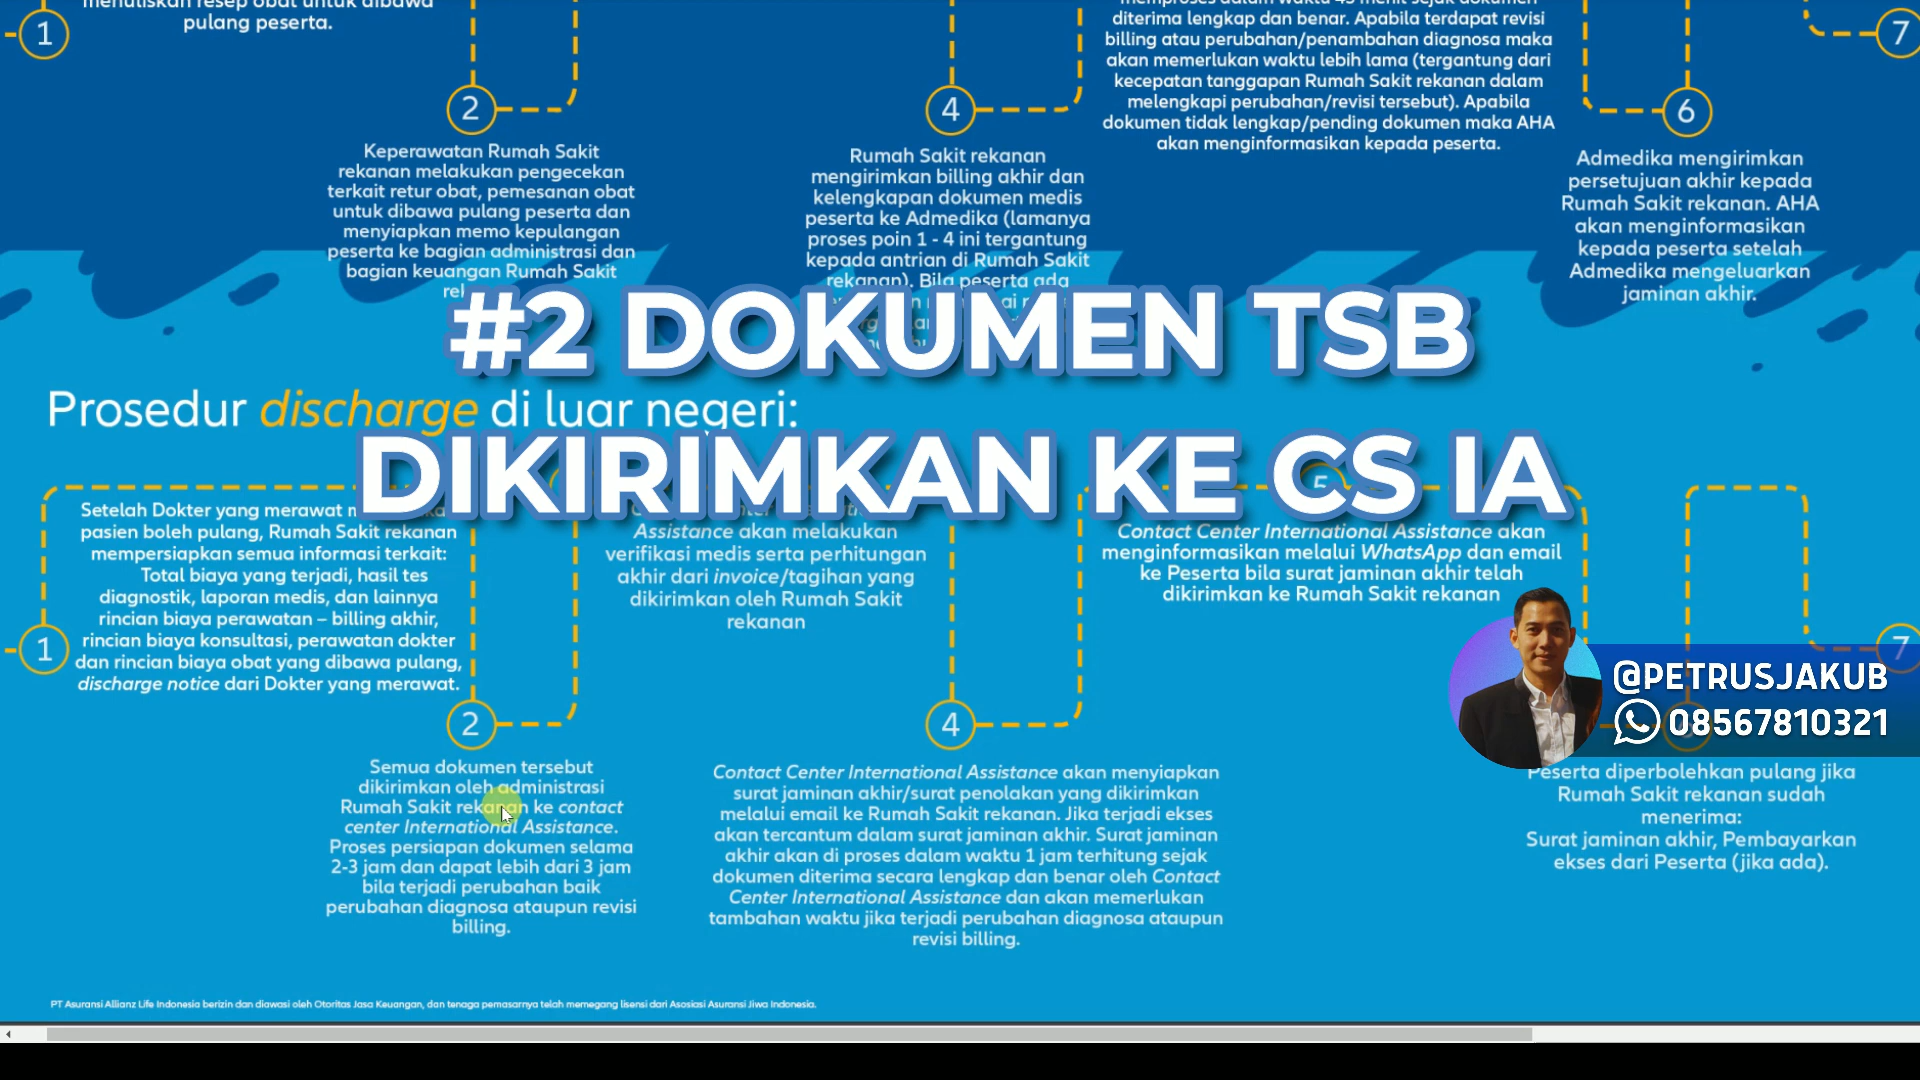 menuliskan resep obat untuk dibawa
pulang peserta.
1
2
Keperawatan Rumah Sakit
rekanan melakukan pengecekan
terkait retur obat, pemesanan obat
untuk dibawa pulang peserta dan
menyiapkan memo kepulangan
peserta ke bagian administrasi dan
bagian keuangan Rumah Sakit
4
Rumah Sakit rekanan
mengirimkan billing akhir dan
kelengkapan dokumen medis
peserta ke Admedika (lamanya
proses poin 1 - 4 ini tergantung
kepada antrian di Rumah Sakit
rekanan). Bila peserta ada
memproses dalam waktu 45 menit sejak dokumen
diterima lengkap dan benar. Apabila terdapat revisi
billing atau perubahan/penambahan diagnosa maka
akan memerlukan waktu lebih lama (tergantung dari
kecepatan tanggapan Rumah Sakit rekanan dalam
melengkapi perubahan/revisi tersebut). Apabila
dokumen tidak lengkap/pending dokumen maka AHA
akan menginformasikan kepada peserta.
6
Admedika mengirimkan
persetujuan akhir kepada
Rumah Sakit rekanan. AHA
akan menginformasikan
kepada peserta setelah
Admedika mengeluarkan
jaminan akhir.
7
#2 DOKUMEN TSB
DIKIRIMKAN KE CS IA
Prosedur discharge di luar negeri:
1
Setelah Dokter yang merawat
pasien boleh pulang, Rumah Sakit rekanan
mempersiapkan semua informasi terkait:
Total biaya yang terjadi, hasil tes
diagnostik, laporan medis, dan lainnya
rincian biaya perawatan – billing akhir,
rincian biaya konsultasi, perawatan dokter
dan rincian biaya obat yang dibawa pulang,
discharge notice dari Dokter yang merawat.
2
Semua dokumen tersebut
dikirimkan oleh administrasi
Rumah Sakit rekanan ke contact
center International Assistance.
Proses persiapan dokumen selama
2-3 jam dan dapat lebih dari 3 jam
bila terjadi perubahan baik
perubahan diagnosa ataupun revisi
billing.
Assistance akan melakukan
verifikasi medis serta perhitungan
akhir dari invoice/tagihan yang
dikirimkan oleh Rumah Sakit
rekanan
4
Contact Center International Assistance akan menyiapkan
surat jaminan akhir/surat penolakan yang dikirimkan
melalui email ke Rumah Sakit rekanan. Jika terjadi ekses
akan tercantum dalam surat jaminan akhir. Surat jaminan
akhir akan di proses dalam waktu 1 jam terhitung sejak
dokumen diterima secara lengkap dan benar oleh Contact
Center International Assistance dan akan memerlukan
tambahan waktu jika terjadi perubahan diagnosa ataupun
revisi billing.
5
Contact Center International Assistance akan
menginformasikan melalui WhatsApp dan email
ke Peserta bila surat jaminan akhir telah
dikirimkan ke Rumah Sakit rekanan
7
@PETRUSJAKUB
08567810321
Peserta diperbolehkan pulang jika
Rumah Sakit rekanan sudah
menerima:
Surat jaminan akhir, Pembayarkan
ekses dari Peserta (jika ada).
PT Asuransi Allianz Life Indonesia berizin dan diawasi oleh Otoritas Jasa Keuangan, dan tenaga pemasarnya telah memegang lisensi dari Asosiasi Asuransi Jiwa Indonesia.